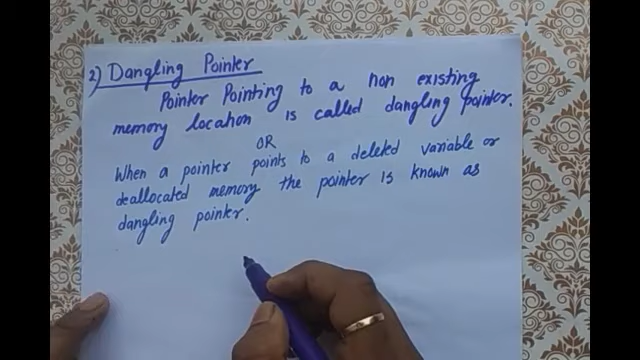 2) Dangling Pointer
Pointer Pointing to a non existing
memory location is called dangling pointer.
OR
When a pointer points to a deleted variable or
deallocated memory the pointer is known as
dangling pointer.